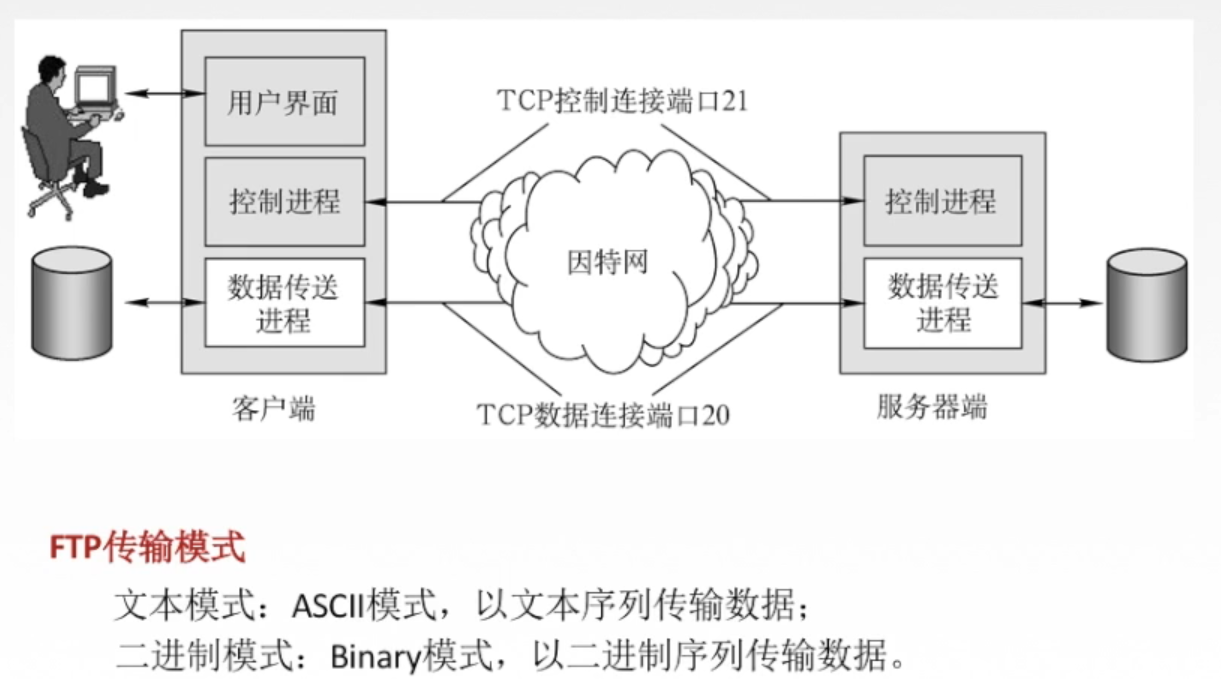 用户界面
TCP控制连接端口21
控制进程
控制进程
因特网
数据传送
进程
数据传送
进程
客户端
TCP数据连接端口20
服务器端
FTP传输模式
文本模式：ASCII模式，以文本序列传输数据；
二进制模式：Binary模式，以二进制序列传输数据。